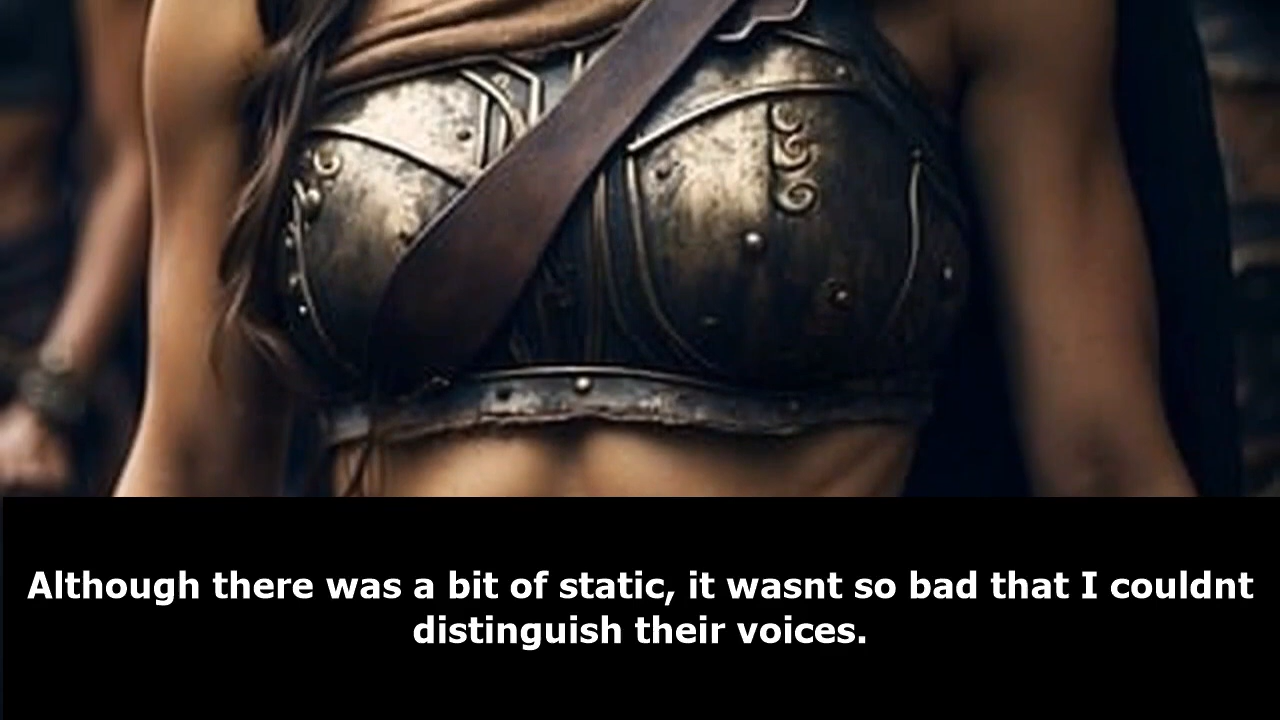 Although there was a bit of static, it wasnt so bad that I couldnt
distinguish their voices.